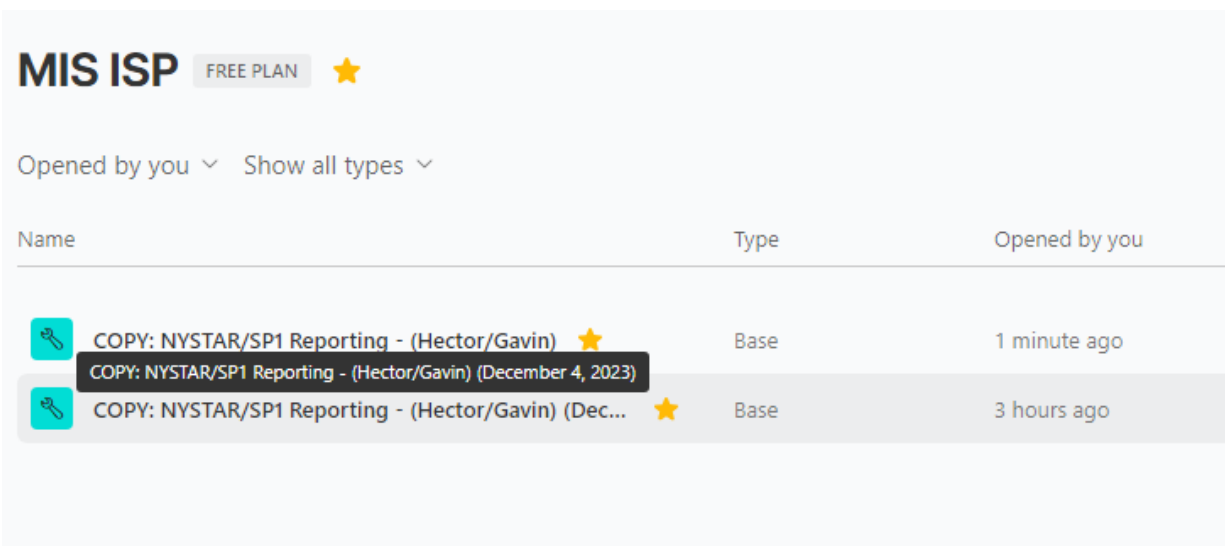 MIS ISP FREE PLAN
Opened by you Show all types
Name Type Opened by you
COPY: NYSTAR/SP1 Reporting - (Hector/Gavin) Base 1 minute ago
COPY: NYSTAR/SP1 Reporting - (Hector/Gavin) (December 4, 2023)
COPY: NYSTAR/SP1 Reporting - (Hector/Gavin) (Dec... Base 3 hours ago